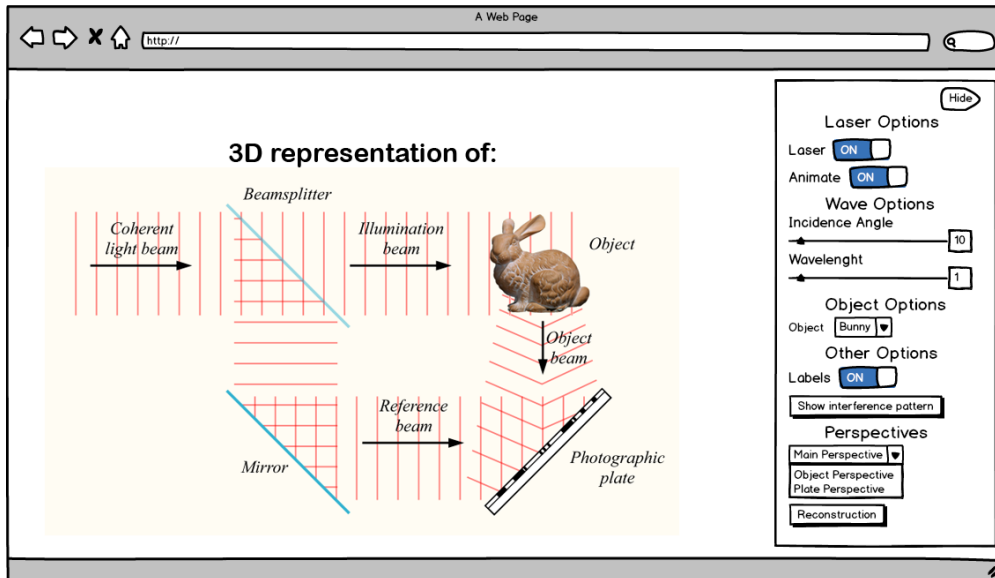 A Web Page
http://
Hide
Laser Options
Laser ON
Animate ON
Wave Options
Incidence Angle
10
Wavelenght
1
Object Options
Object Bunny
Other Options
Labels ON
Show interference pattern
Perspectives
Main Perspective
Object Perspective
Plate Perspective
Reconstruction
3D representation of:
Beamsplitter
Coherent
light beam
Illumination
beam
Object
Object
beam
Reference
beam
Mirror
Photographic
plate